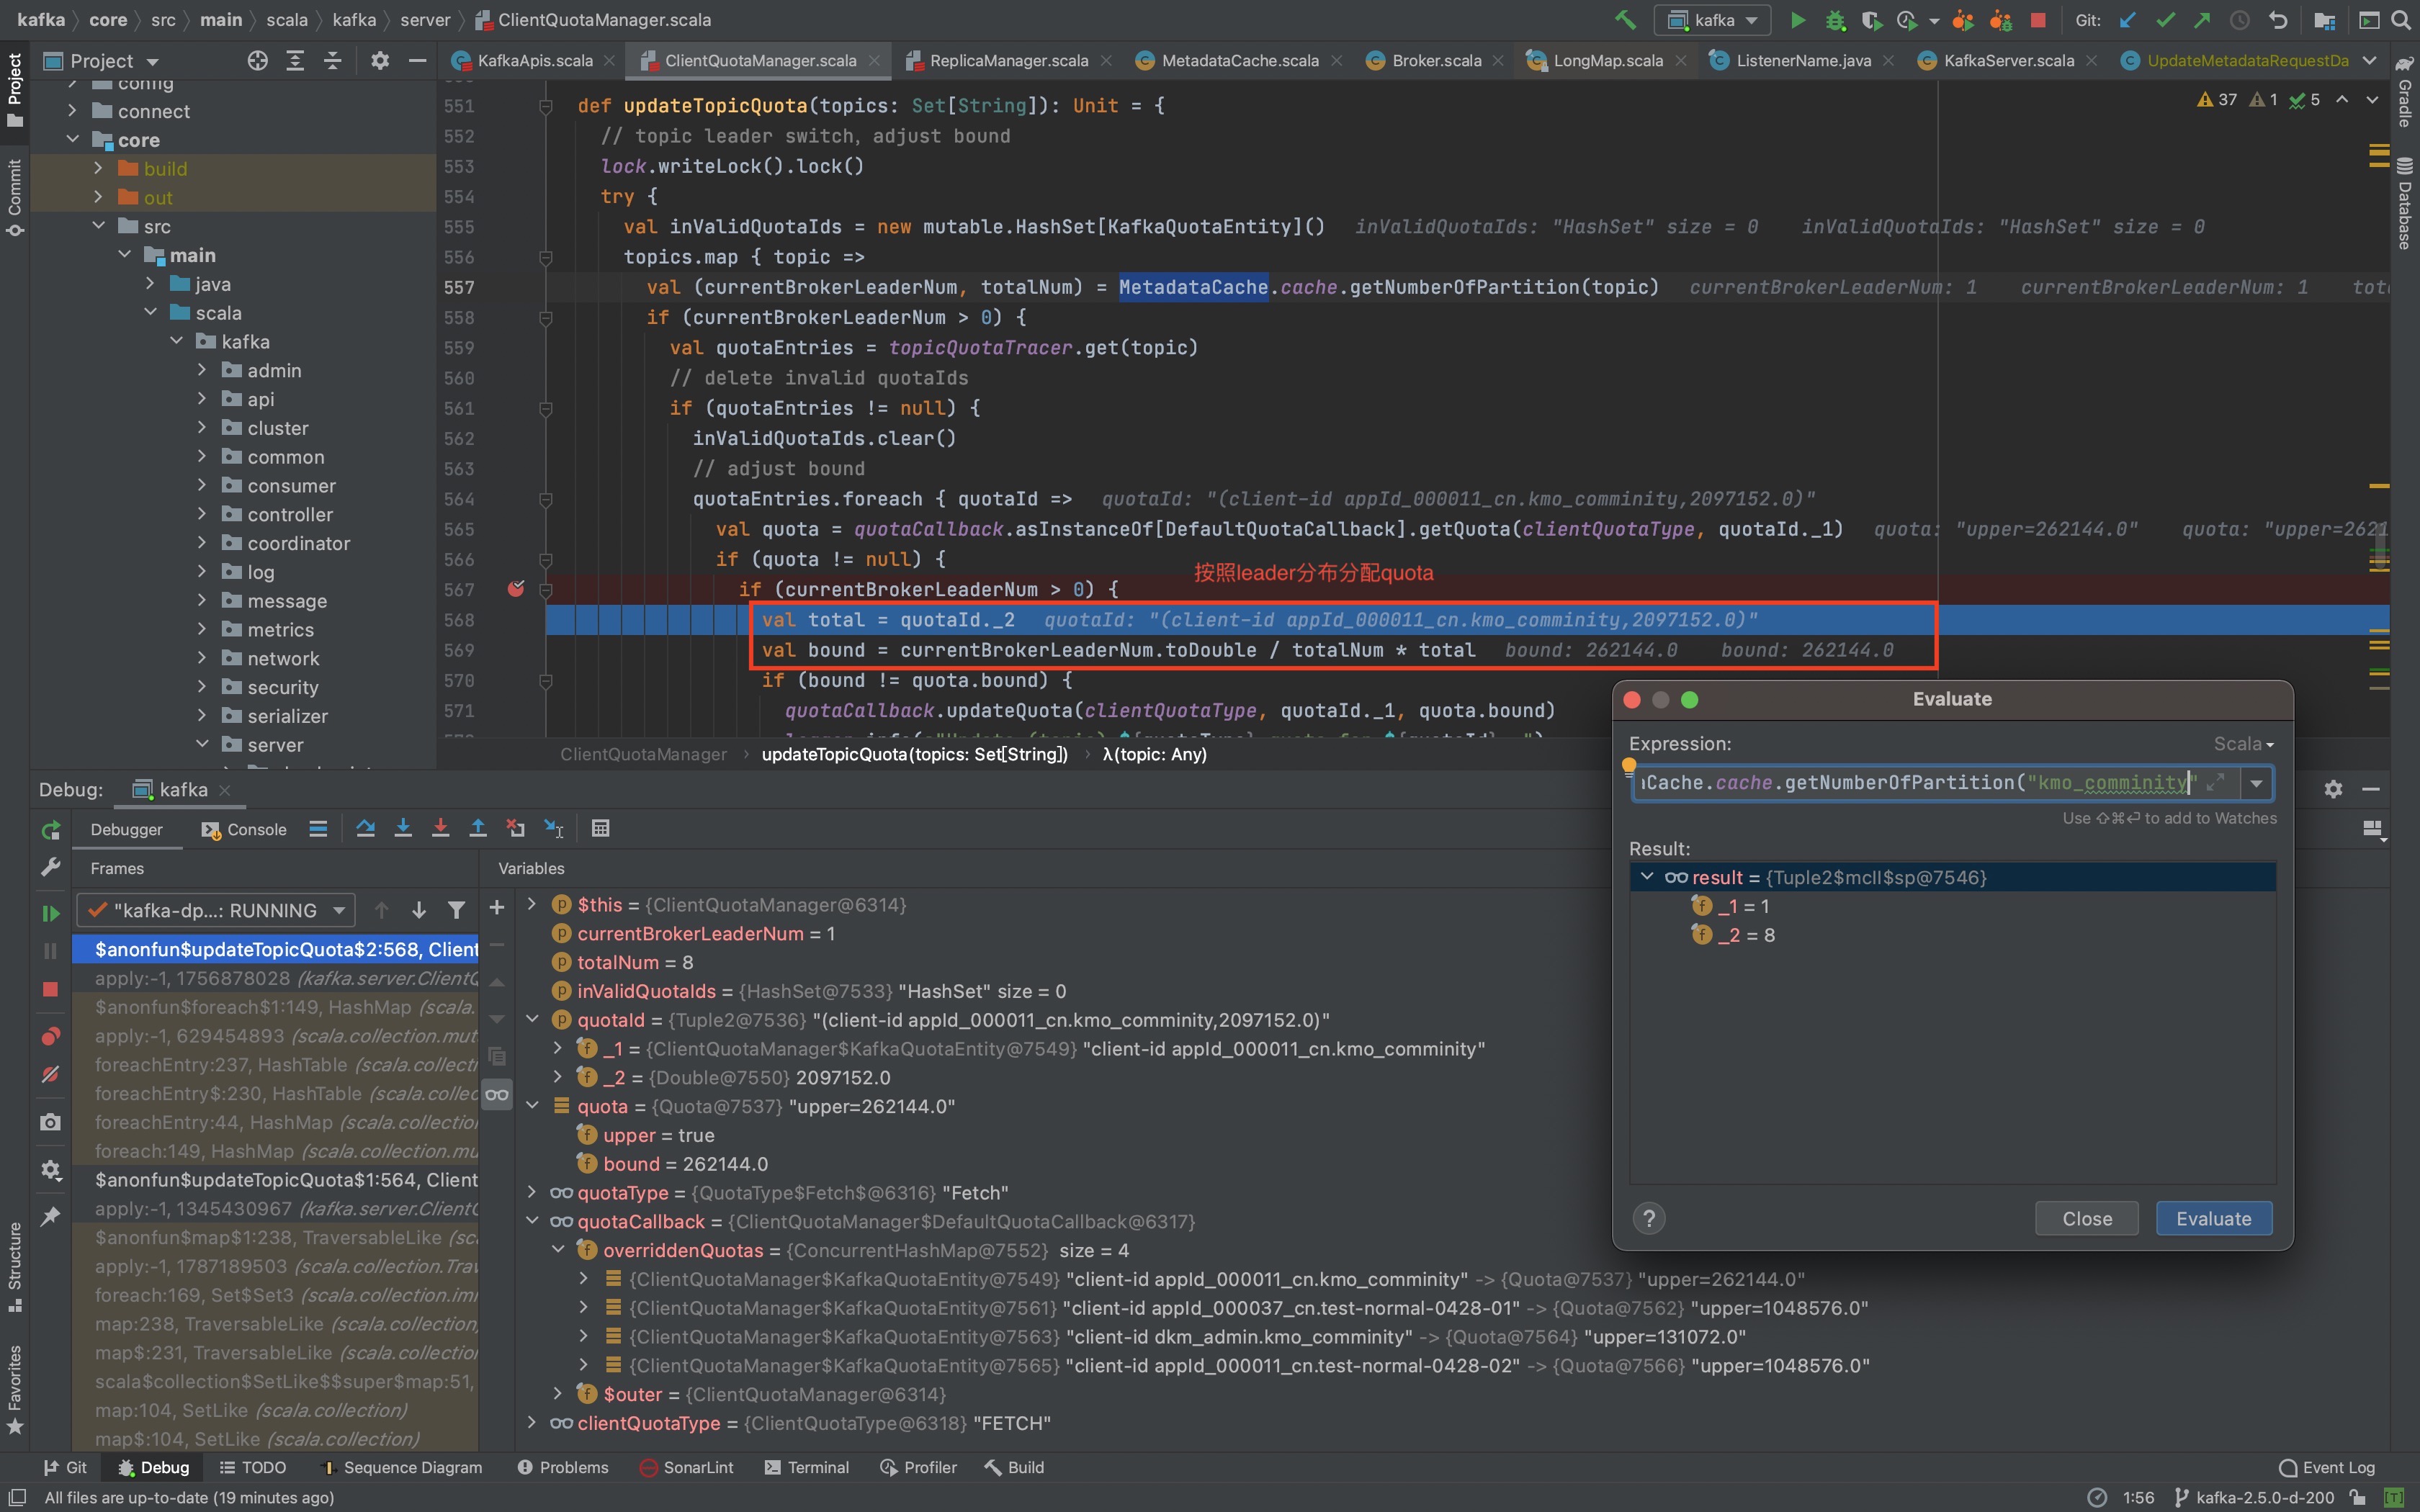 kafka core src main scala kafka server ClientQuotaManager.scala
kafka
Git:
Project
KafkaApis.scala
ClientQuotaManager.scala
ReplicaManager.scala
MetadataCache.scala
Broker.scala
LongMap.scala
ListenerName.java
KafkaServer.scala
UpdateMetadataRequestDa
Project
Commit
Structure
Favorites
Gradle
Database
config
connect
core
build
out
src
main
java
scala
kafka
admin
api
cluster
common
consumer
controller
coordinator
log
message
metrics
network
security
serializer
server
37 1 5
551 def updateTopicQuota(topics: Set[String]): Unit = {
552 // topic leader switch, adjust bound
553 lock.writeLock().lock()
554 try {
555 val inValidQuotaIds = new mutable.HashSet[KafkaQuotaEntity]() inValidQuotaIds: "HashSet" size = 0 inValidQuotaIds: "HashSet" size = 0
556 topics.map { topic =>
557 val (currentBrokerLeaderNum, totalNum) = MetadataCache.cache.getNumberOfPartition(topic) currentBrokerLeaderNum: 1 currentBrokerLeaderNum: 1
558 if (currentBrokerLeaderNum > 0) {
559 val quotaEntries = topicQuotaTracer.get(topic)
560 // delete invalid quotaIds
561 if (quotaEntries != null) {
562 inValidQuotaIds.clear()
563 // adjust bound
564 quotaEntries.foreach { quotaId => quotaId: "(client-id appId_000011_cn.kmo_comminity,2097152.0)"
565 val quota = quotaCallback.asInstanceOf[DefaultQuotaCallback].getQuota(clientQuotaType, quotaId._1) quota: "upper=262144.0" quota: "upper=2621
566 if (quota != null) {
按照leader分布分配quota
567 if (currentBrokerLeaderNum > 0) {
568 val total = quotaId._2 quotaId: "(client-id appId_000011_cn.kmo_comminity,2097152.0)"
569 val bound = currentBrokerLeaderNum.toDouble / totalNum * total bound: 262144.0 bound: 262144.0
570 if (bound != quota.bound) {
571 quotaCallback.updateQuota(clientQuotaType, quotaId._1, quota.bound)
ClientQuotaManager updateTopicQuota(topics: Set[String]) λ(topic: Any)
Debug: kafka
Debugger Console
Frames
Variables
"kafka-dp...: RUNNING
$anonfun$updateTopicQuota$2:568, Client
apply:-1, 1756878028 (kafka.server.ClientQ
$anonfun$foreach$1:149, HashMap (scala.
apply:-1, 629454893 (scala.collection.mut
foreachEntry:237, HashTable (scala.collect
foreachEntry$:230, HashTable (scala.collec
foreachEntry:44, HashMap (scala.collection
foreach:149, HashMap (scala.collection.mu
$anonfun$updateTopicQuota$1:564, Client
apply:-1, 1345430967 (kafka.server.ClientQ
$anonfun$map$1:238, TraversableLike (sc
apply:-1, 1787189503 (scala.collection.Trav
foreach:169, Set$Set3 (scala.collection.im
map:238, TraversableLike (scala.collection
map$:231, TraversableLike (scala.collection
scala$collection$SetLike$$super$map:51,
map:104, SetLike (scala.collection)
map$:104, SetLike (scala.collection)
$this = {ClientQuotaManager@6314}
currentBrokerLeaderNum = 1
totalNum = 8
inValidQuotaIds = {HashSet@7533} "HashSet" size = 0
quotaId = {Tuple2@7536} "(client-id appId_000011_cn.kmo_comminity,2097152.0)"
_1 = {ClientQuotaManager$KafkaQuotaEntity@7549} "client-id appId_000011_cn.kmo_comminity"
_2 = {Double@7550} 2097152.0
quota = {Quota@7537} "upper=262144.0"
upper = true
bound = 262144.0
quotaType = {QuotaType$Fetch$@6316} "Fetch"
quotaCallback = {ClientQuotaManager$DefaultQuotaCallback@6317}
overriddenQuotas = {ConcurrentHashMap@7552} size = 4
{ClientQuotaManager$KafkaQuotaEntity@7549} "client-id appId_000011_cn.kmo_comminity" -> {Quota@7537} "upper=262144.0"
{ClientQuotaManager$KafkaQuotaEntity@7561} "client-id appId_000037_cn.test-normal-0428-01" -> {Quota@7562} "upper=1048576.0"
{ClientQuotaManager$KafkaQuotaEntity@7563} "client-id dkm_admin.kmo_comminity" -> {Quota@7564} "upper=131072.0"
{ClientQuotaManager$KafkaQuotaEntity@7565} "client-id appId_000011_cn.test-normal-0428-02" -> {Quota@7566} "upper=1048576.0"
$outer = {ClientQuotaManager@6314}
clientQuotaType = {ClientQuotaType@6318} "FETCH"
Evaluate
Expression:
Scala
Cache.cache.getNumberOfPartition("kmo_comminity"
Use ⇧⌘↩ to add to Watches
Result:
result = {Tuple2$mcII$sp@7546}
_1 = 1
_2 = 8
?
Close
Evaluate
Git
Debug
TODO
Sequence Diagram
Problems
SonarLint
Terminal
Profiler
Build
Event Log
All files are up-to-date (19 minutes ago)
1:56
kafka-2.5.0-d-200